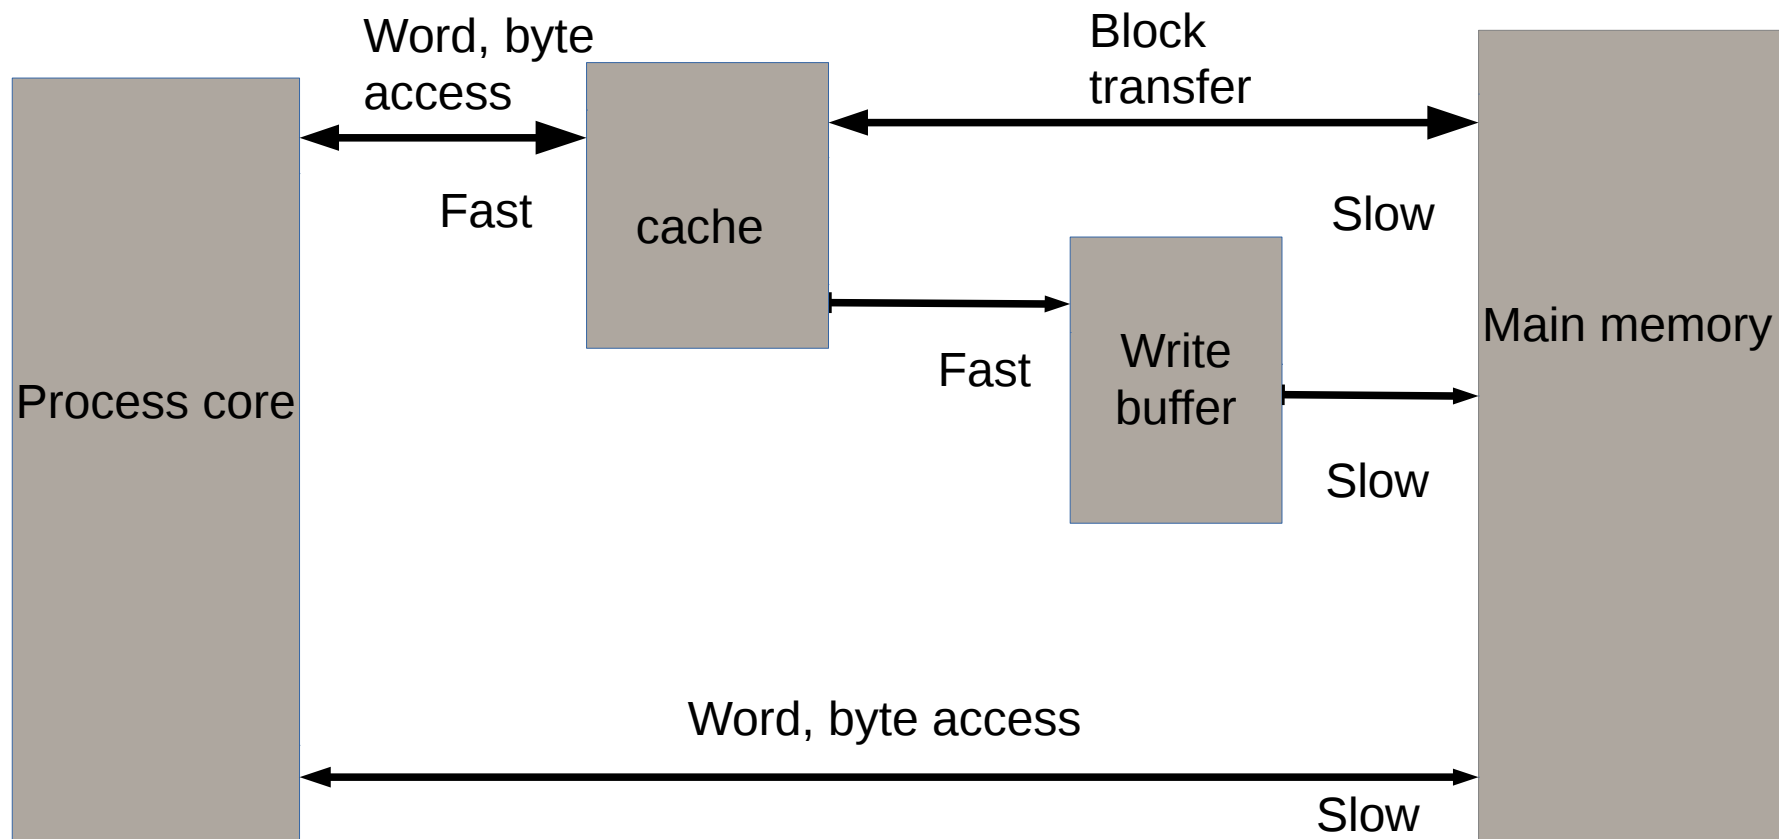 Word, byte
access
Block
transfer
Fast
cache
Slow
Main memory
Write
buffer
Fast
Process core
Slow
Word, byte access
Slow